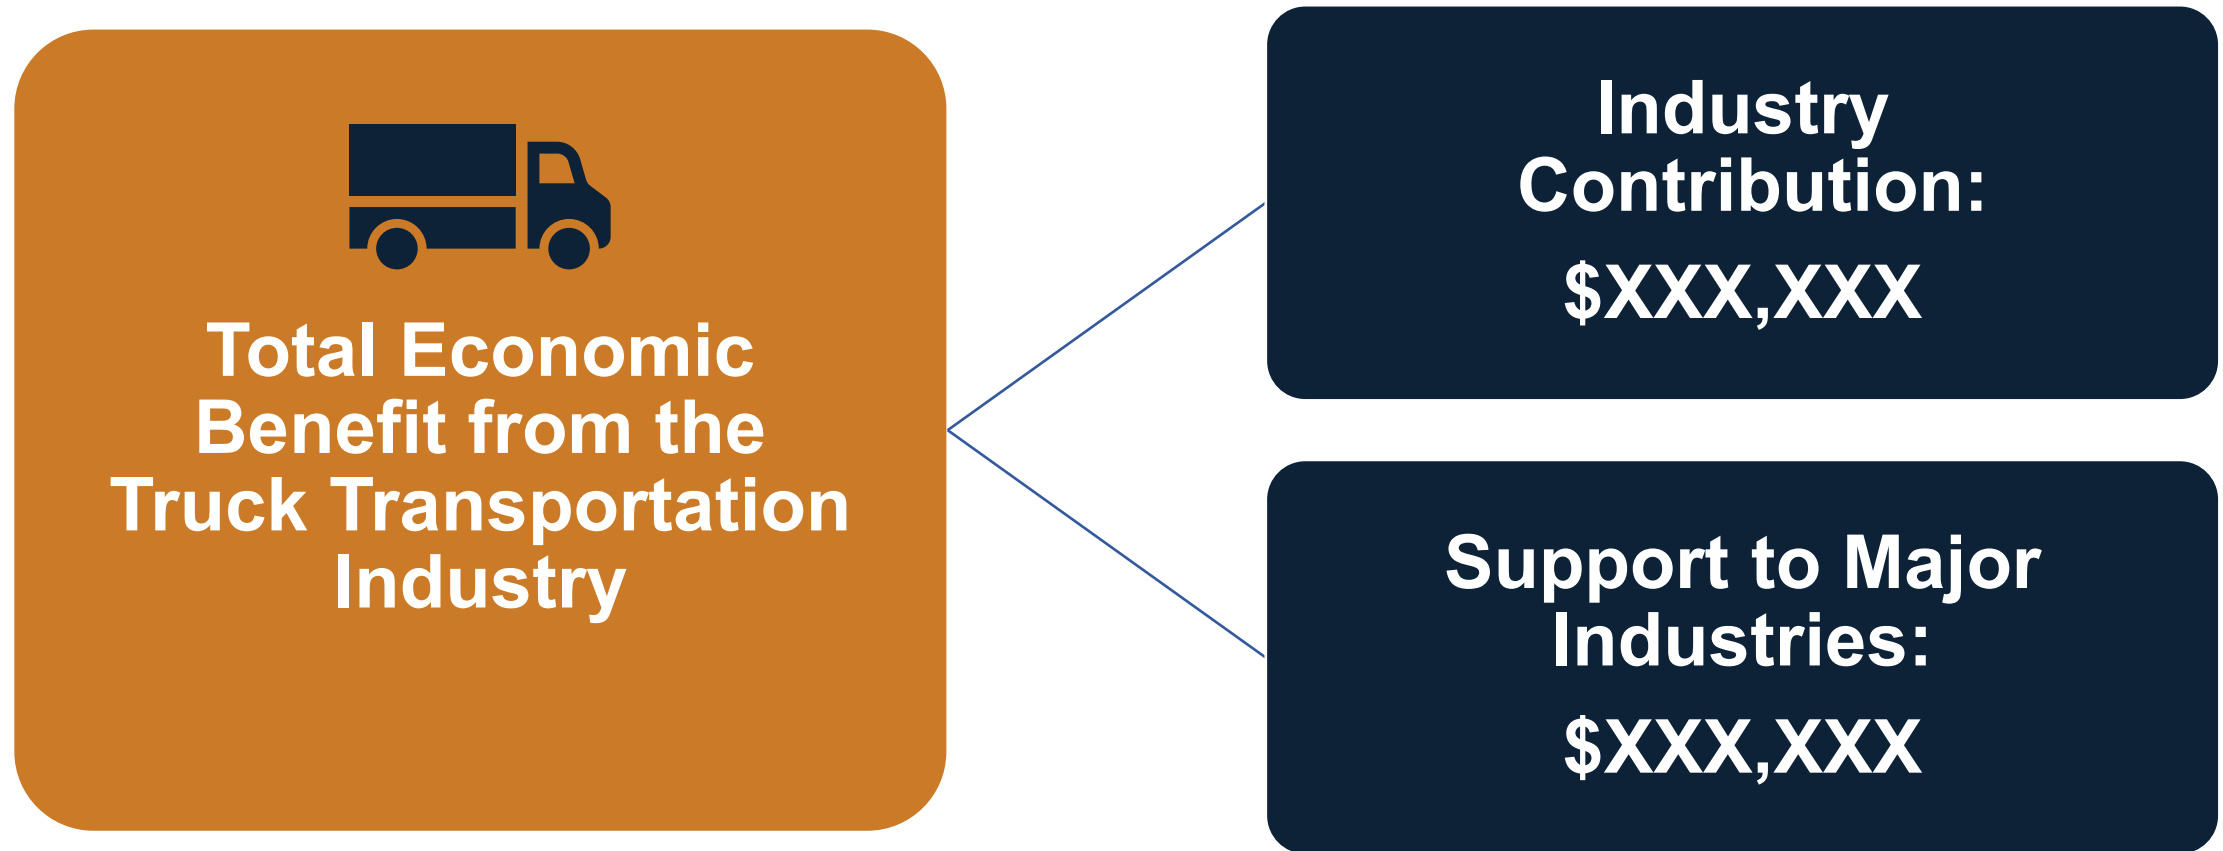 Total Economic
Benefit from the
Truck Transportation
Industry
Industry
Contribution:
$XXX,XXX
Support to Major
Industries:
$XXX,XXX